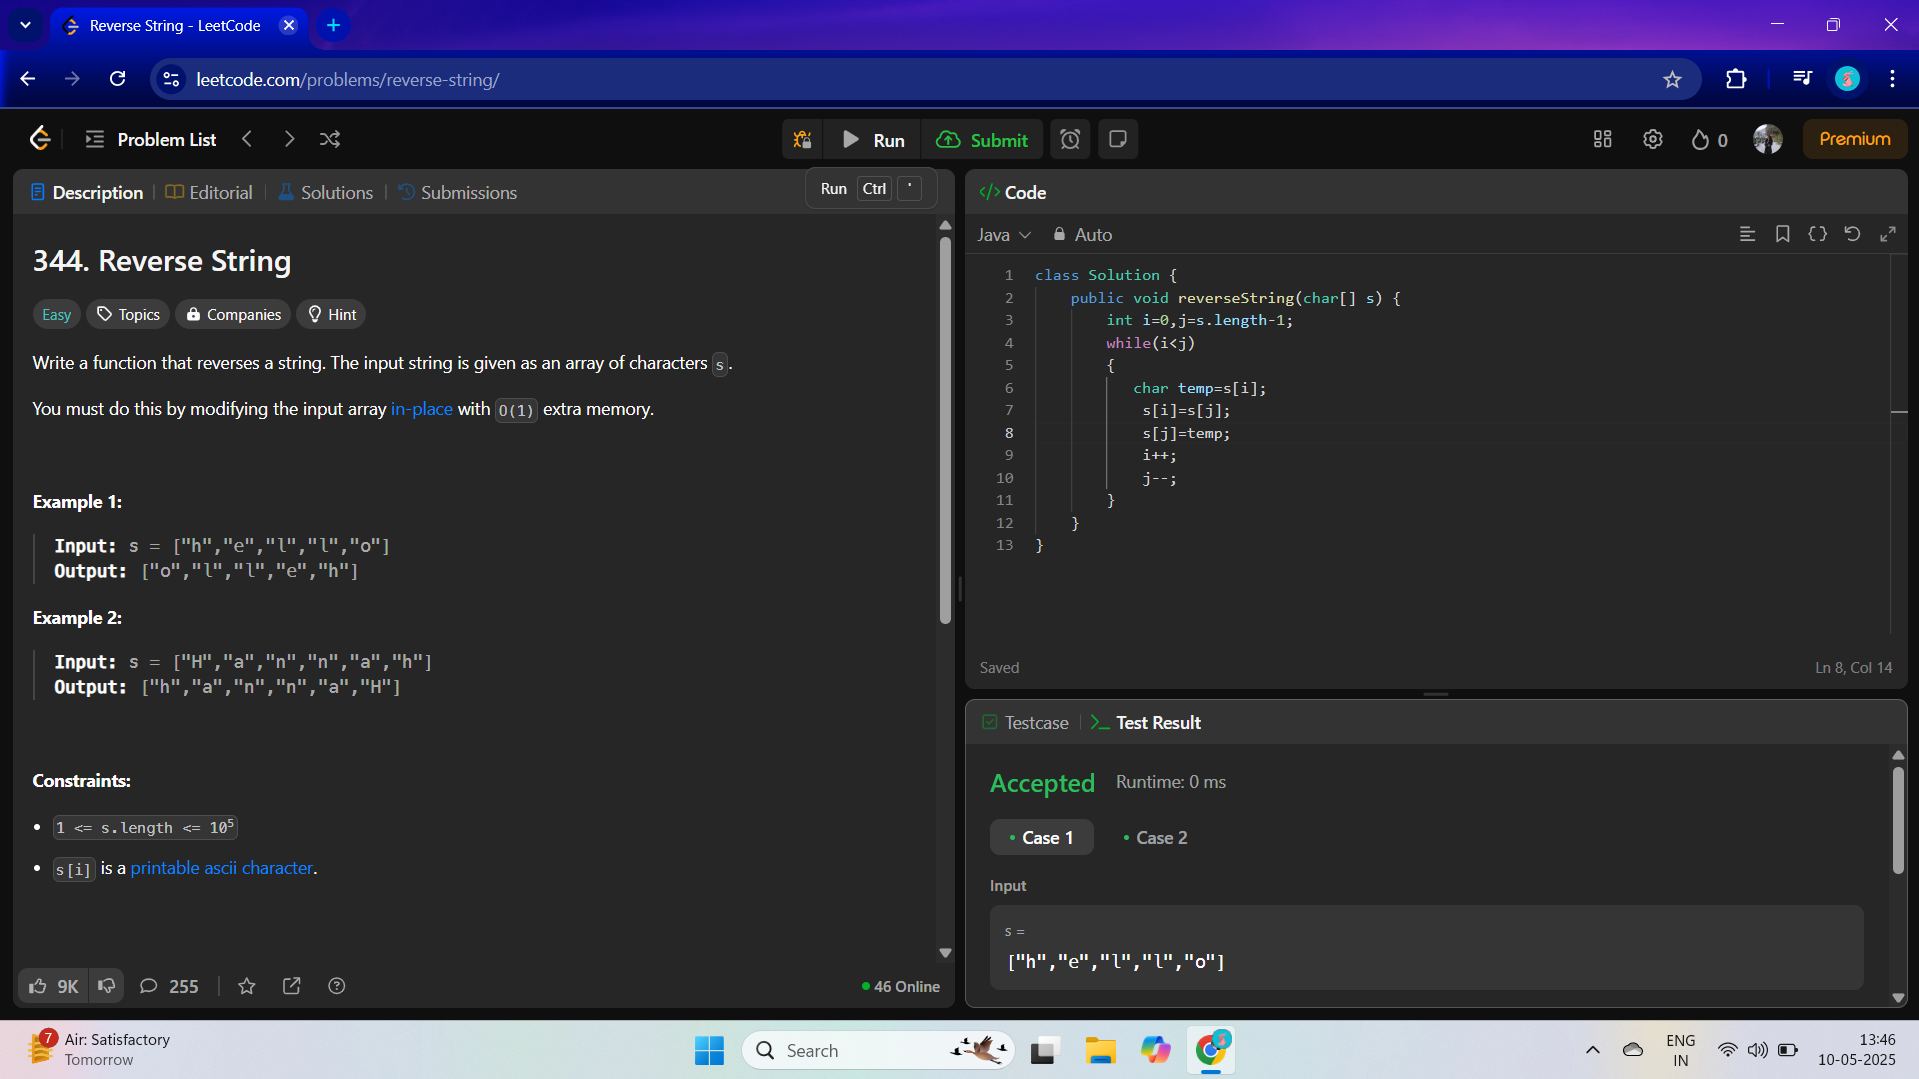 Reverse String - LeetCode
leetcode.com/problems/reverse-string/
Problem List
Run
Submit
0
Premium
Description
Editorial
Solutions
Submissions
Run Ctrl '
344. Reverse String
Easy
Topics
Companies
Hint
Write a function that reverses a string. The input string is given as an array of characters s.
You must do this by modifying the input array in-place with O(1) extra memory.
Example 1:
Input: s = ["h","e","l","l","o"]
Output: ["o","l","l","e","h"]
Example 2:
Input: s = ["H","a","n","n","a","h"]
Output: ["h","a","n","n","a","H"]
Constraints:
• 1 <= s.length <= 10⁵
• s[i] is a printable ascii character.
9K
255
46 Online
</> Code
Java
Auto
1 class Solution {
2 public void reverseString(char[] s) {
3 int i=0,j=s.length-1;
4 while(i<j)
5 {
6 char temp=s[i];
7 s[i]=s[j];
8 s[j]=temp;
9 i++;
10 j--;
11 }
12 }
13 }
Saved
Ln 8, Col 14
Testcase
Test Result
Accepted
Runtime: 0 ms
• Case 1
• Case 2
Input
s =
["h","e","l","l","o"]
7
Air: Satisfactory
Tomorrow
Search
ENG
IN
13:46
10-05-2025